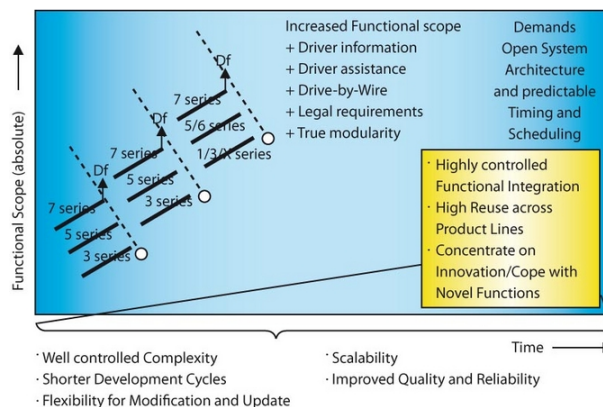 Functional Scope (absolute)
Df
7 series
5/6 series
1/3/X series
Df
7 series
5 series
3 series
Df
7 series
5 series
3 series
Increased Functional scope
+ Driver information
+ Driver assistance
+ Drive-by-Wire
+ Legal requirements
+ True modularity
Demands
Open System
Architecture
and predictable
Timing and
Scheduling
· Highly controlled
Functional Integration
· High Reuse across
Product Lines
· Concentrate on
Innovation/Cope with
Novel Functions
Time
· Well controlled Complexity
· Shorter Development Cycles
· Flexibility for Modification and Update
· Scalability
· Improved Quality and Reliability